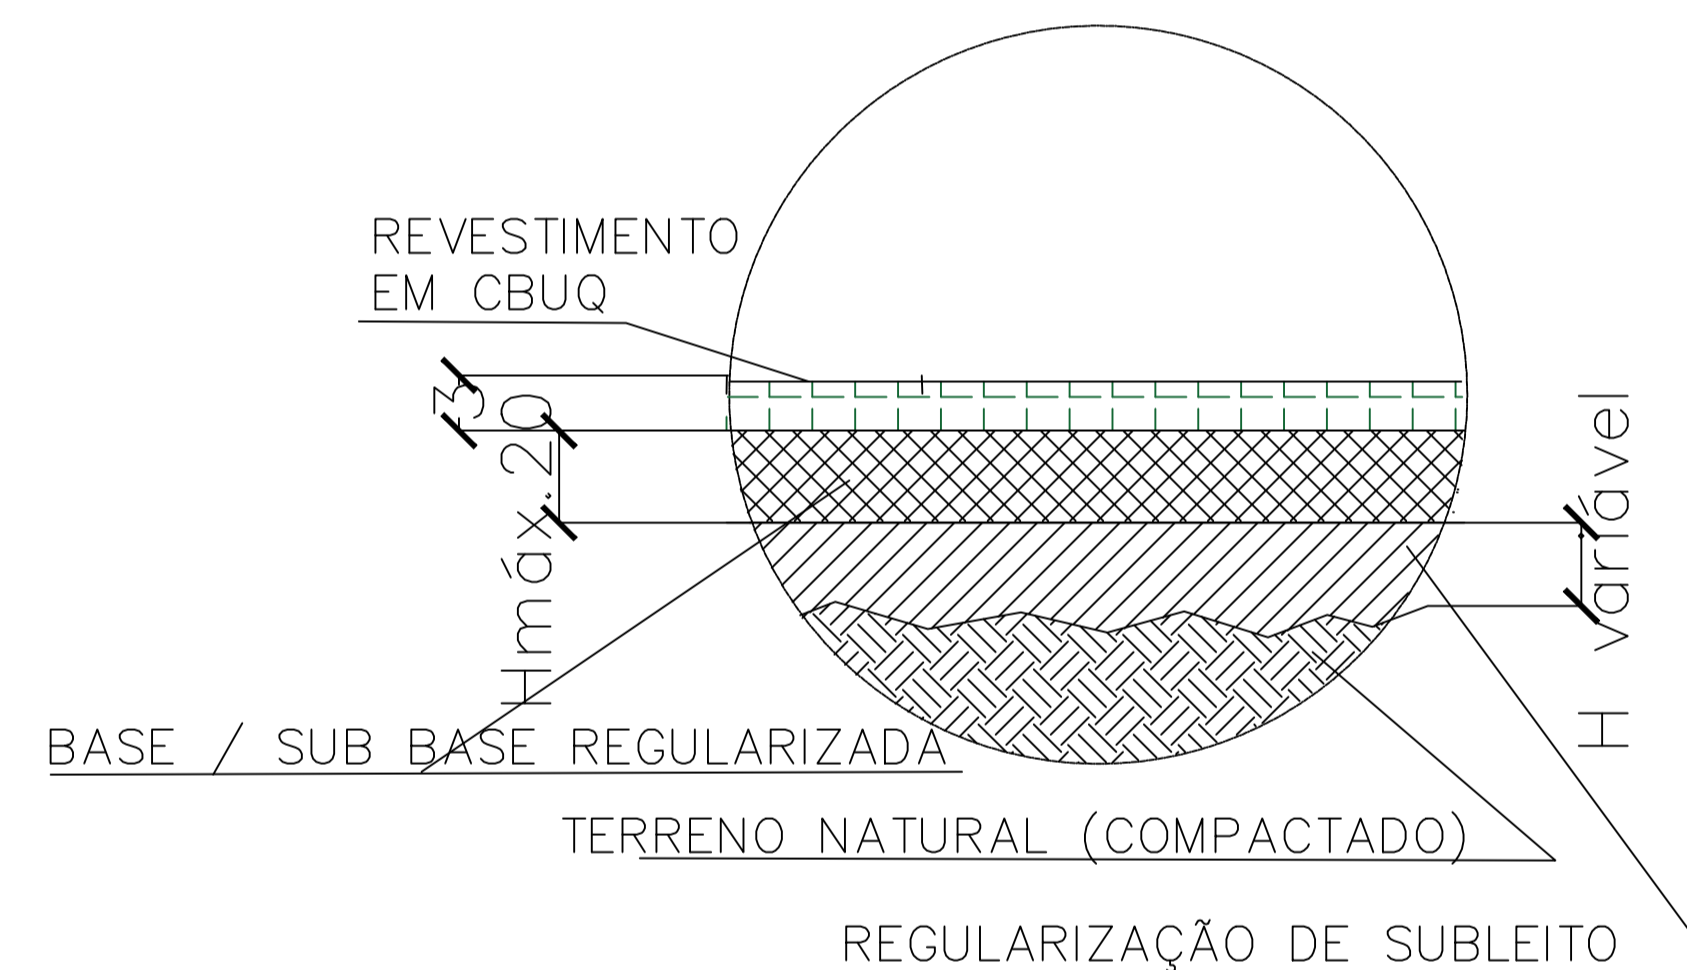 REVESTIMENTO
EM CBUQ
3
Hmáx.20
H variável
BASE / SUB BASE REGULARIZADA
TERRENO NATURAL (COMPACTADO)
REGULARIZAÇÃO DE SUBLEITO